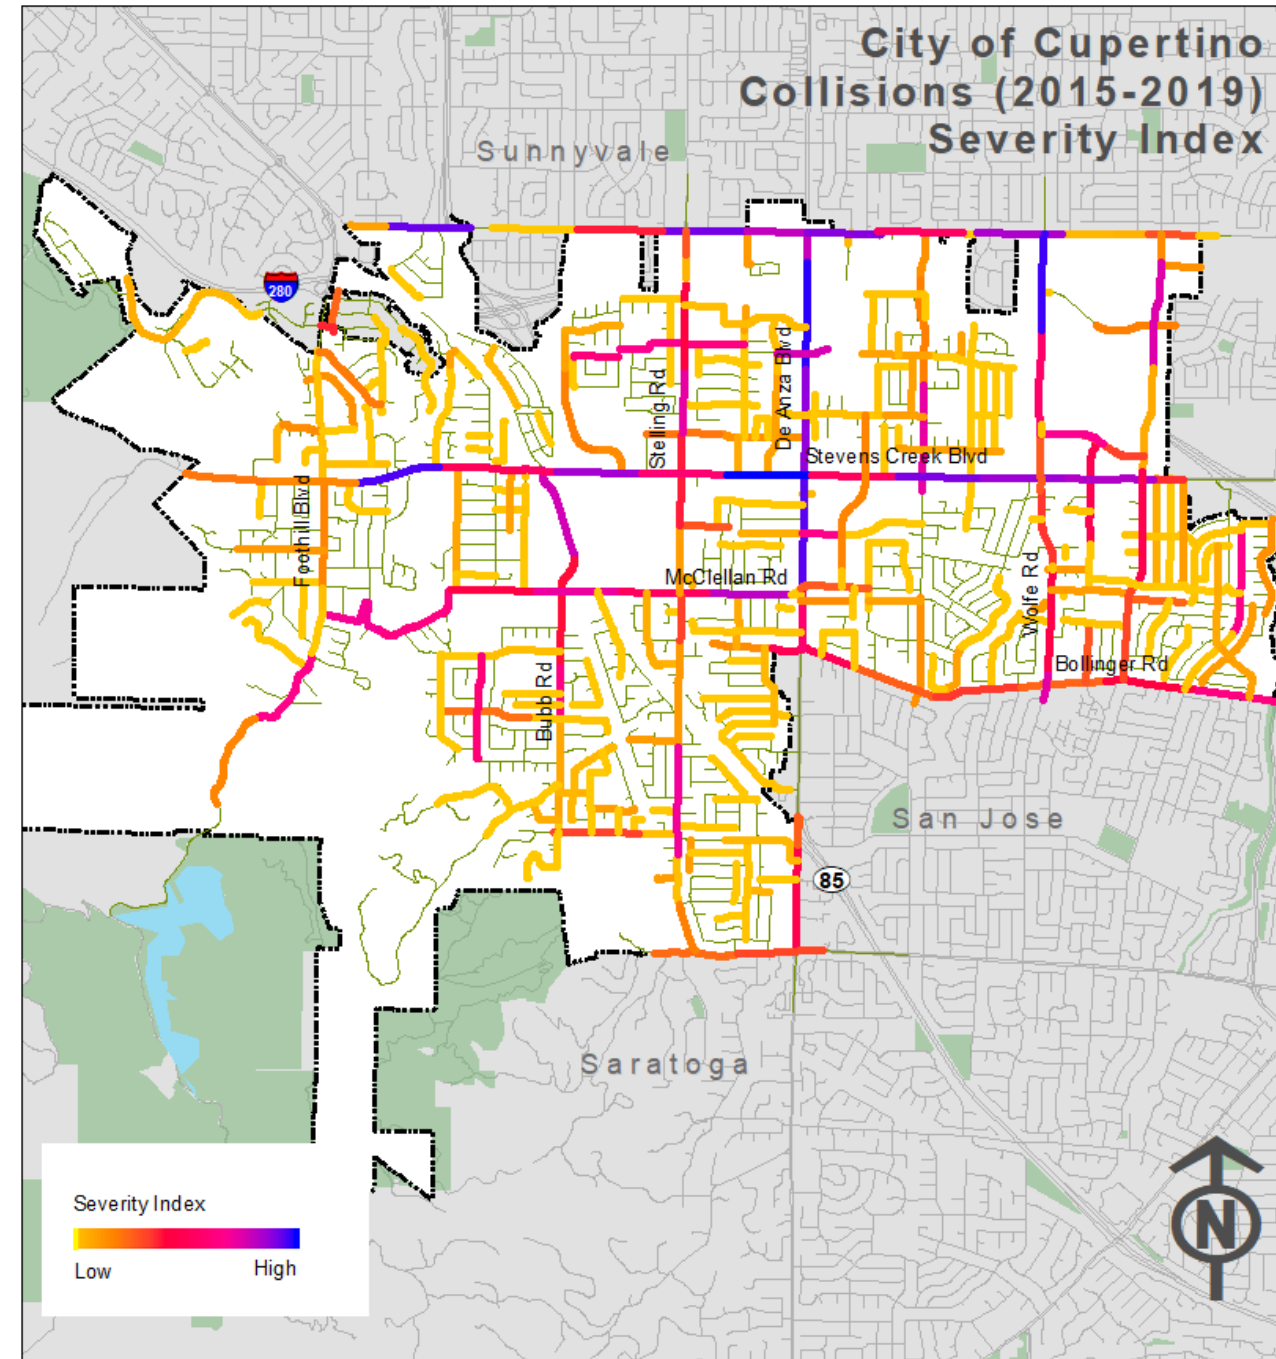 City of Cupertino
Collisions (2015-2019)
Severity Index
Sunnyvale
280
De Anza Blvd
Stelling Rd
Stevens Creek Blvd
Foothill Blvd
McClellan Rd
Wolfe Rd
Bollinger Rd
Bubb Rd
San Jose
85
Saratoga
Severity Index
Low
High
N